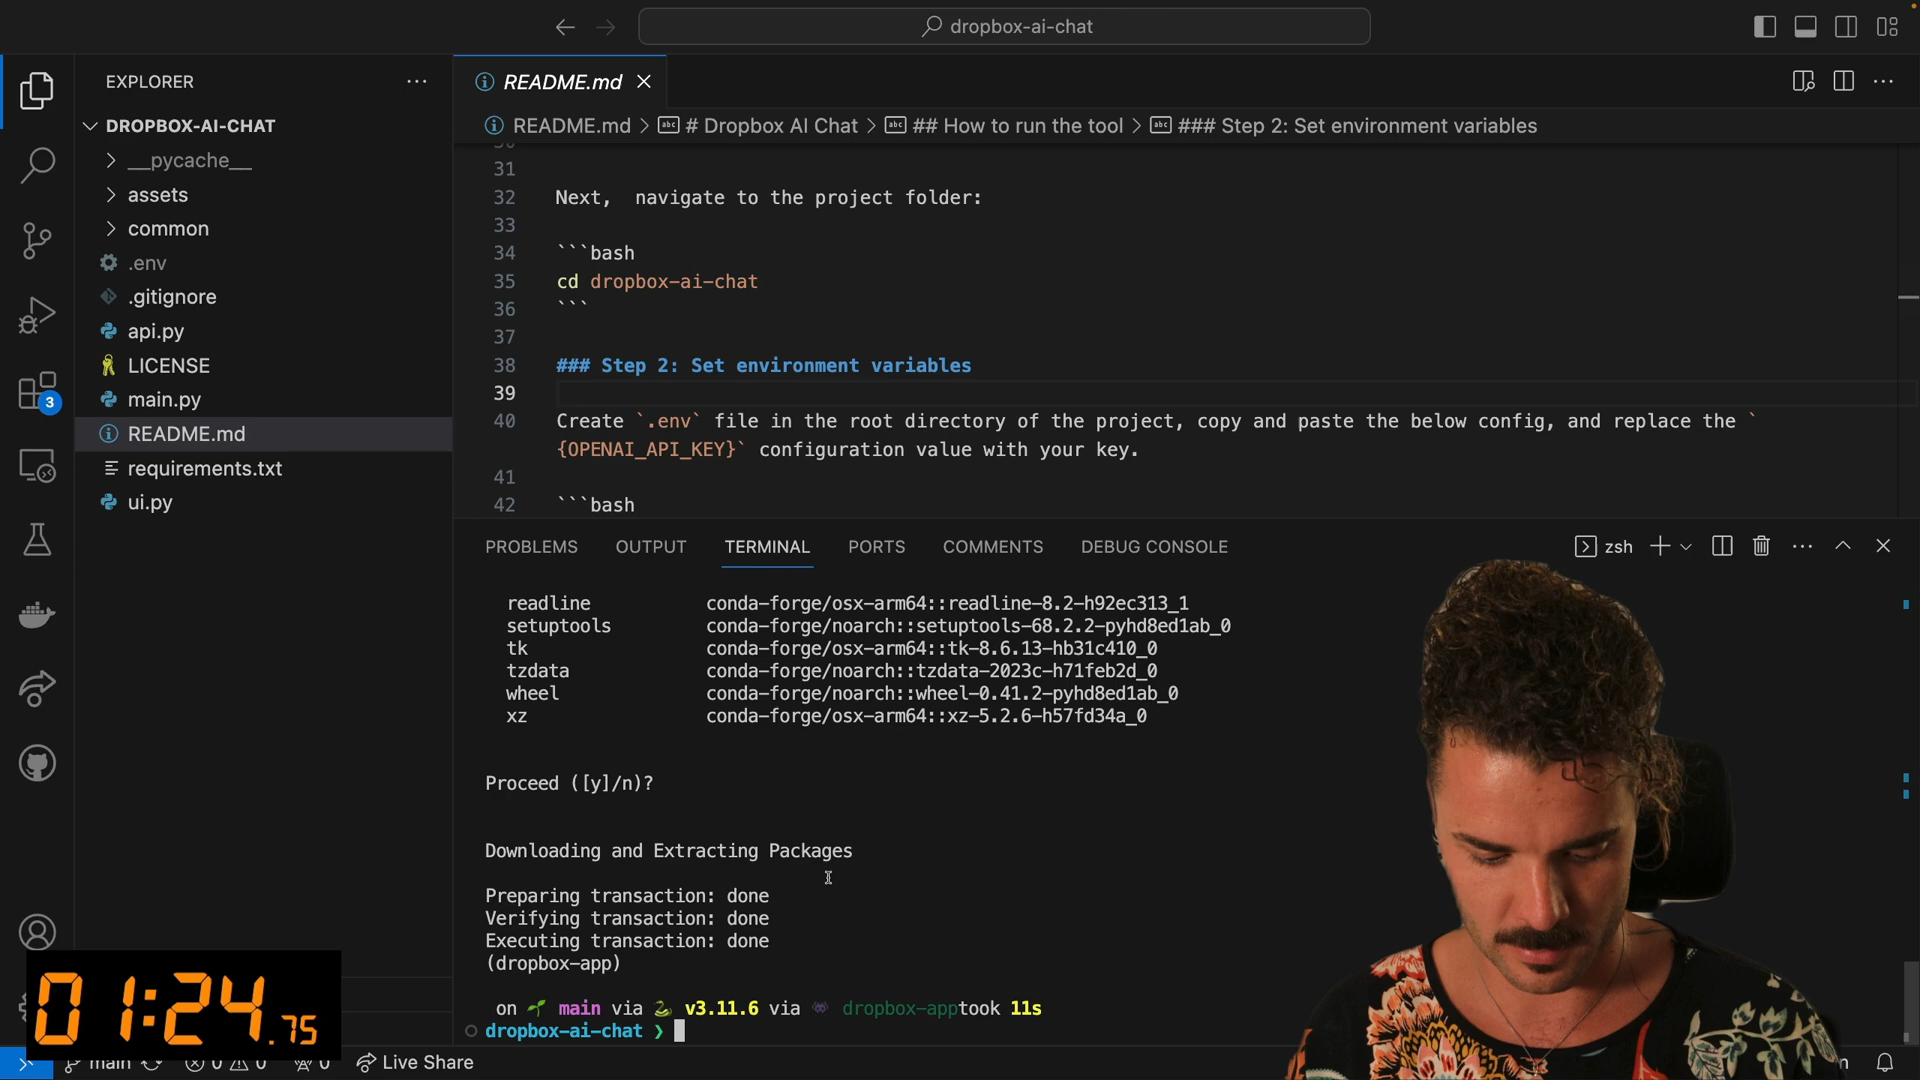 dropbox-ai-chat
EXPLORER
README.md
DROPBOX-AI-CHAT
README.md > # Dropbox AI Chat > ## How to run the tool > ### Step 2: Set environment variables
__pycache__
assets
common
.env
.gitignore
api.py
LICENSE
main.py
README.md
requirements.txt
ui.py
3
31
32 Next,  navigate to the project folder:
33
34 ```bash
35 cd dropbox-ai-chat
36 ```
37
38 ### Step 2: Set environment variables
39
40 Create `.env` file in the root directory of the project, copy and paste the below config, and replace the `
{OPENAI_API_KEY}` configuration value with your key.
41
42 ```bash
PROBLEMS OUTPUT TERMINAL PORTS COMMENTS DEBUG CONSOLE zsh
readline conda-forge/osx-arm64::readline-8.2-h92ec313_1
setuptools conda-forge/noarch::setuptools-68.2.2-pyhd8ed1ab_0
tk conda-forge/osx-arm64::tk-8.6.13-hb31c410_0
tzdata conda-forge/noarch::tzdata-2023c-h71feb2d_0
wheel conda-forge/noarch::wheel-0.41.2-pyhd8ed1ab_0
xz conda-forge/osx-arm64::xz-5.2.6-h57fd34a_0
Proceed ([y]/n)?
Downloading and Extracting Packages
Preparing transaction: done
Verifying transaction: done
Executing transaction: done
(dropbox-app)
on main via v3.11.6 via dropbox-apptook 11s
dropbox-ai-chat ❯
01:24.75
main 0 0 0 Live Share